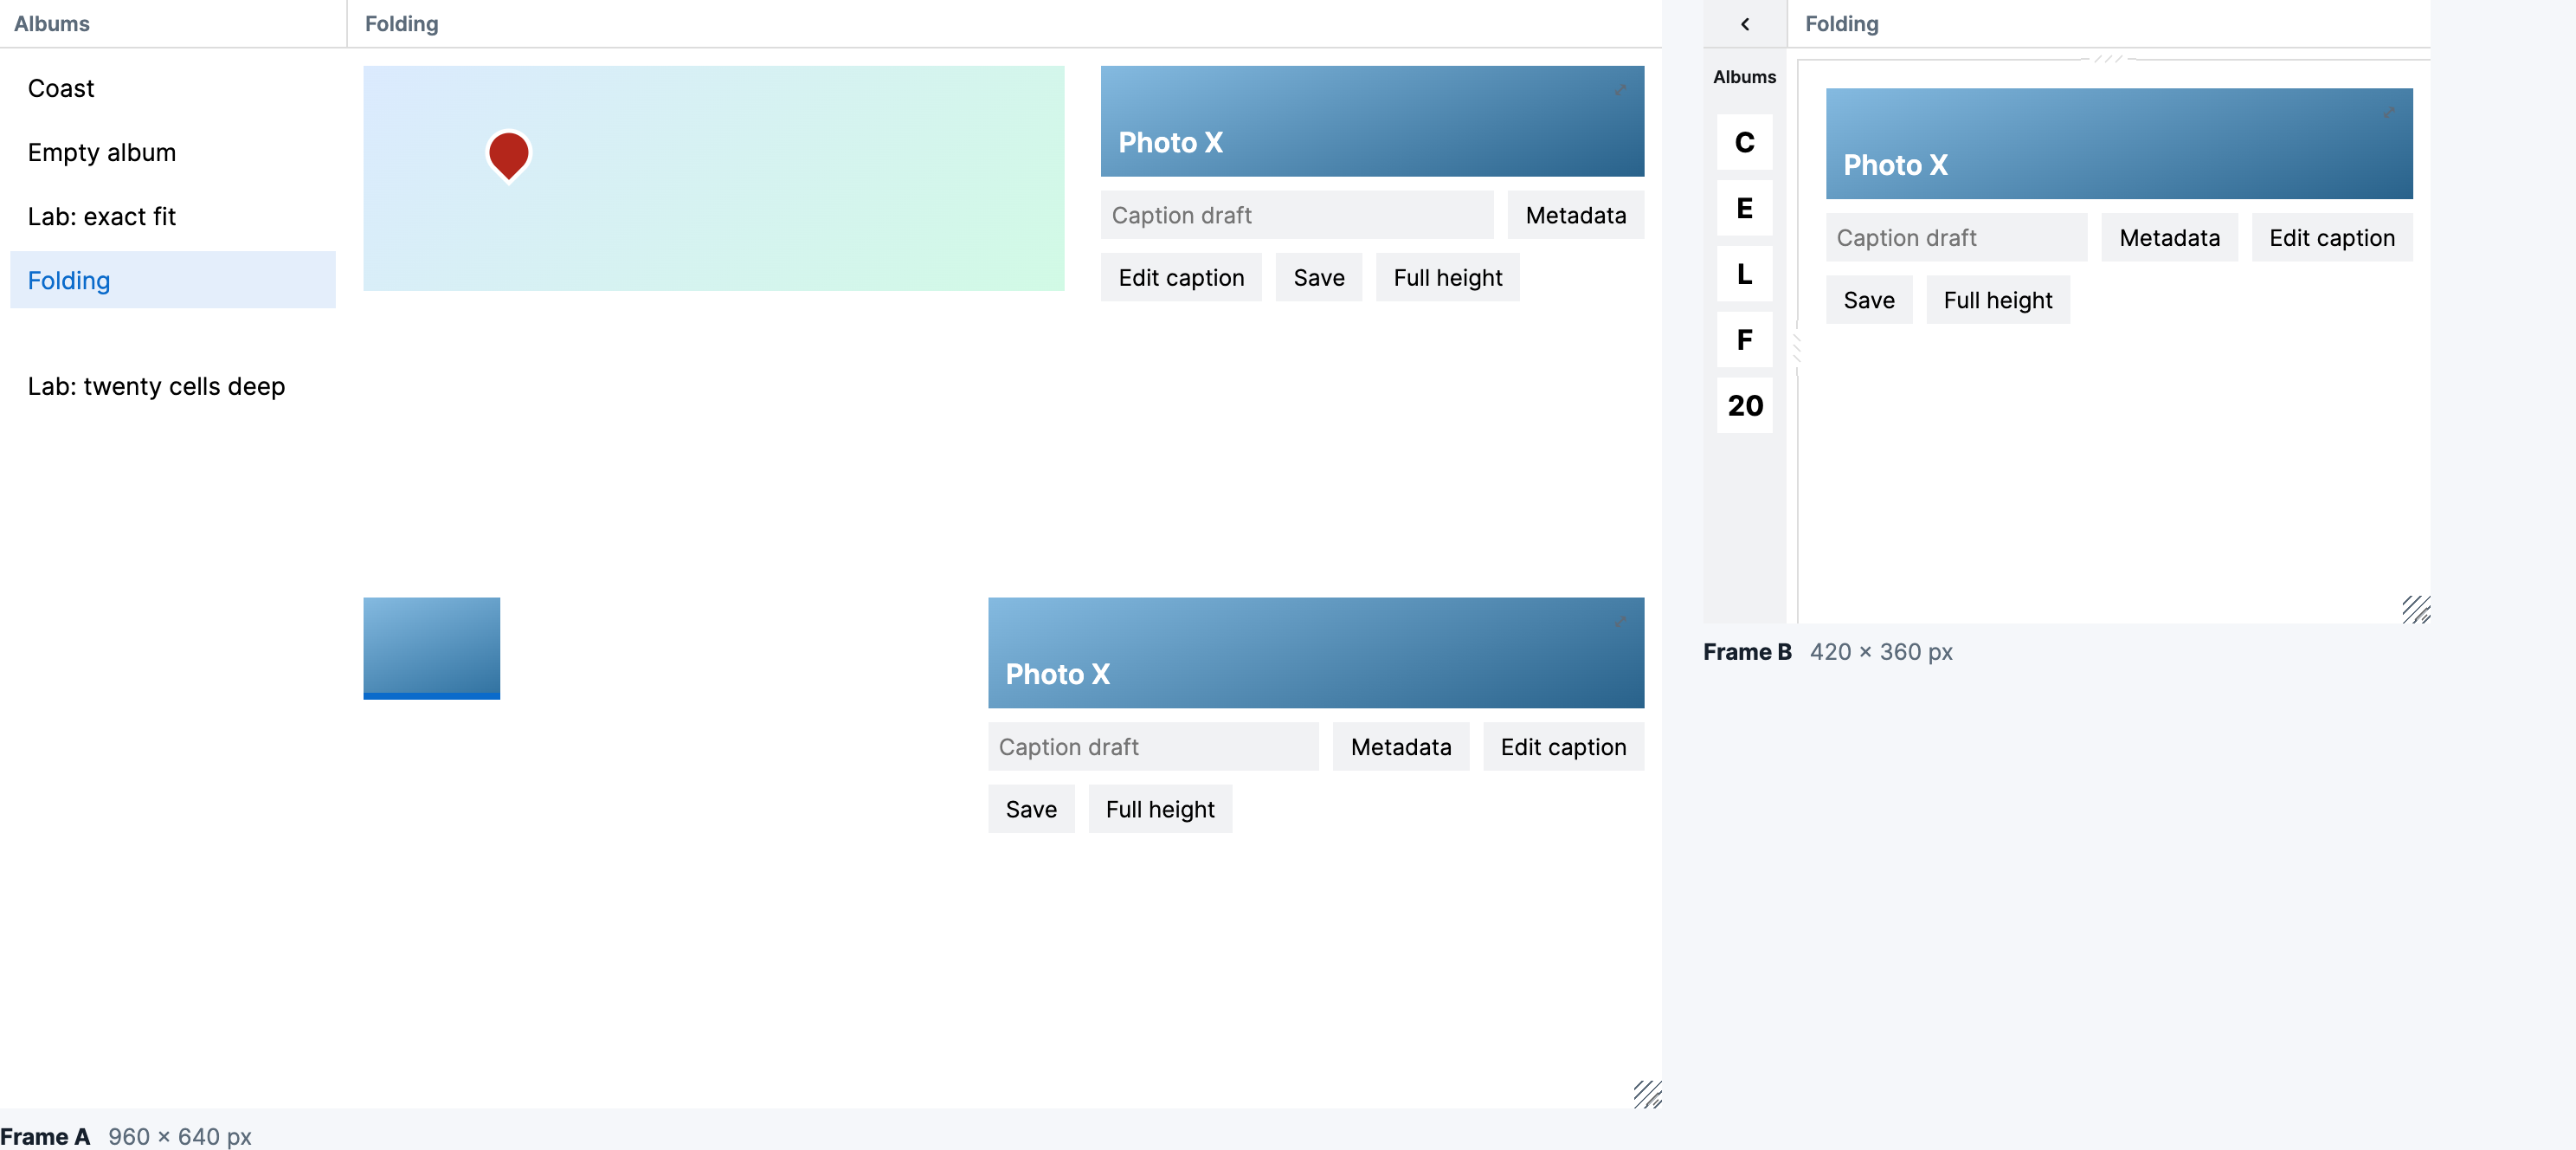 Albums
Folding
Coast
Empty album
Lab: exact fit
Folding
Lab: twenty cells deep
Photo X
Caption draft
Metadata
Edit caption
Save
Full height
Photo X
Caption draft
Metadata
Edit caption
Save
Full height
Frame A 960 × 640 px
Folding
Albums
C
E
L
F
20
Photo X
Caption draft
Metadata
Edit caption
Save
Full height
Frame B 420 × 360 px